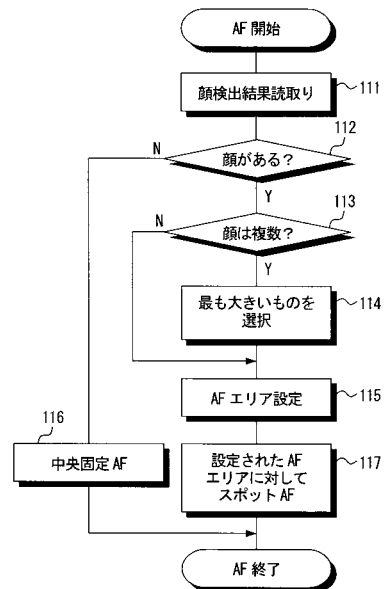 AF 開始
顔検出結果読取り
111
112
顔がある?
N
Y
113
顔は複数?
N
Y
最も大きいものを
選択
114
AF エリア設定
115
116
中央固定 AF
設定された AF
エリアに対して
スポット AF
117
AF 終了